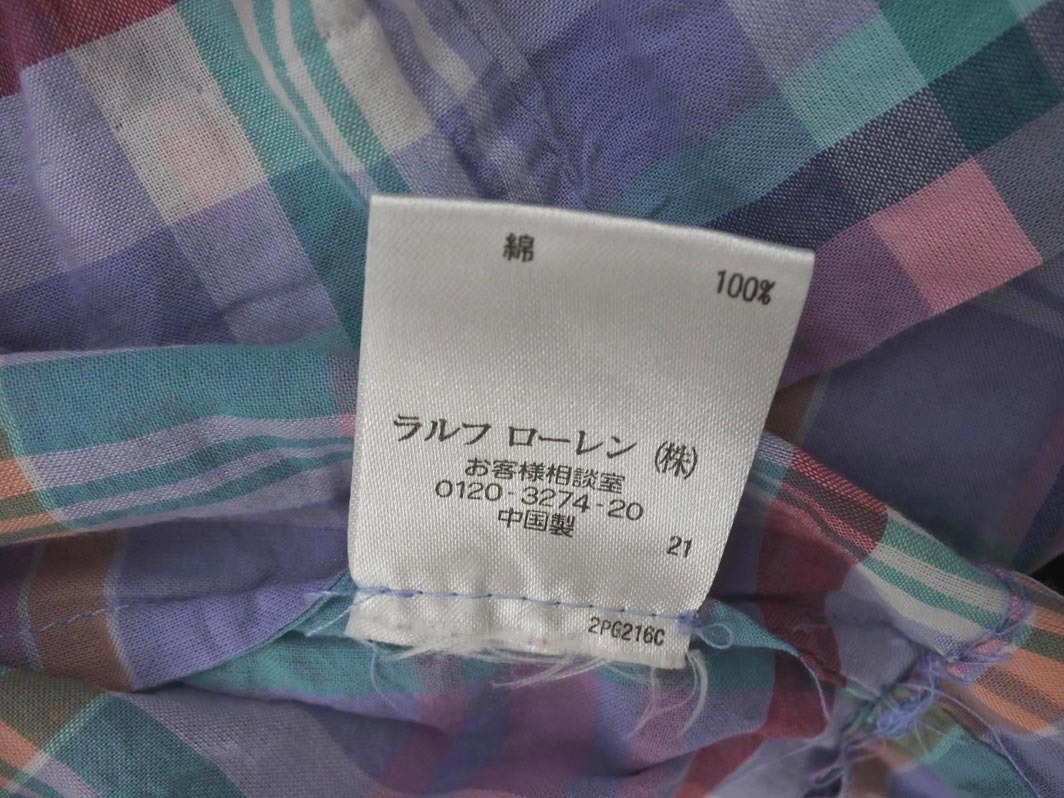 綿 100%
ラルフ ローレン (株)
お客様相談室
0120-3274-20
中国製
21
2PG216C